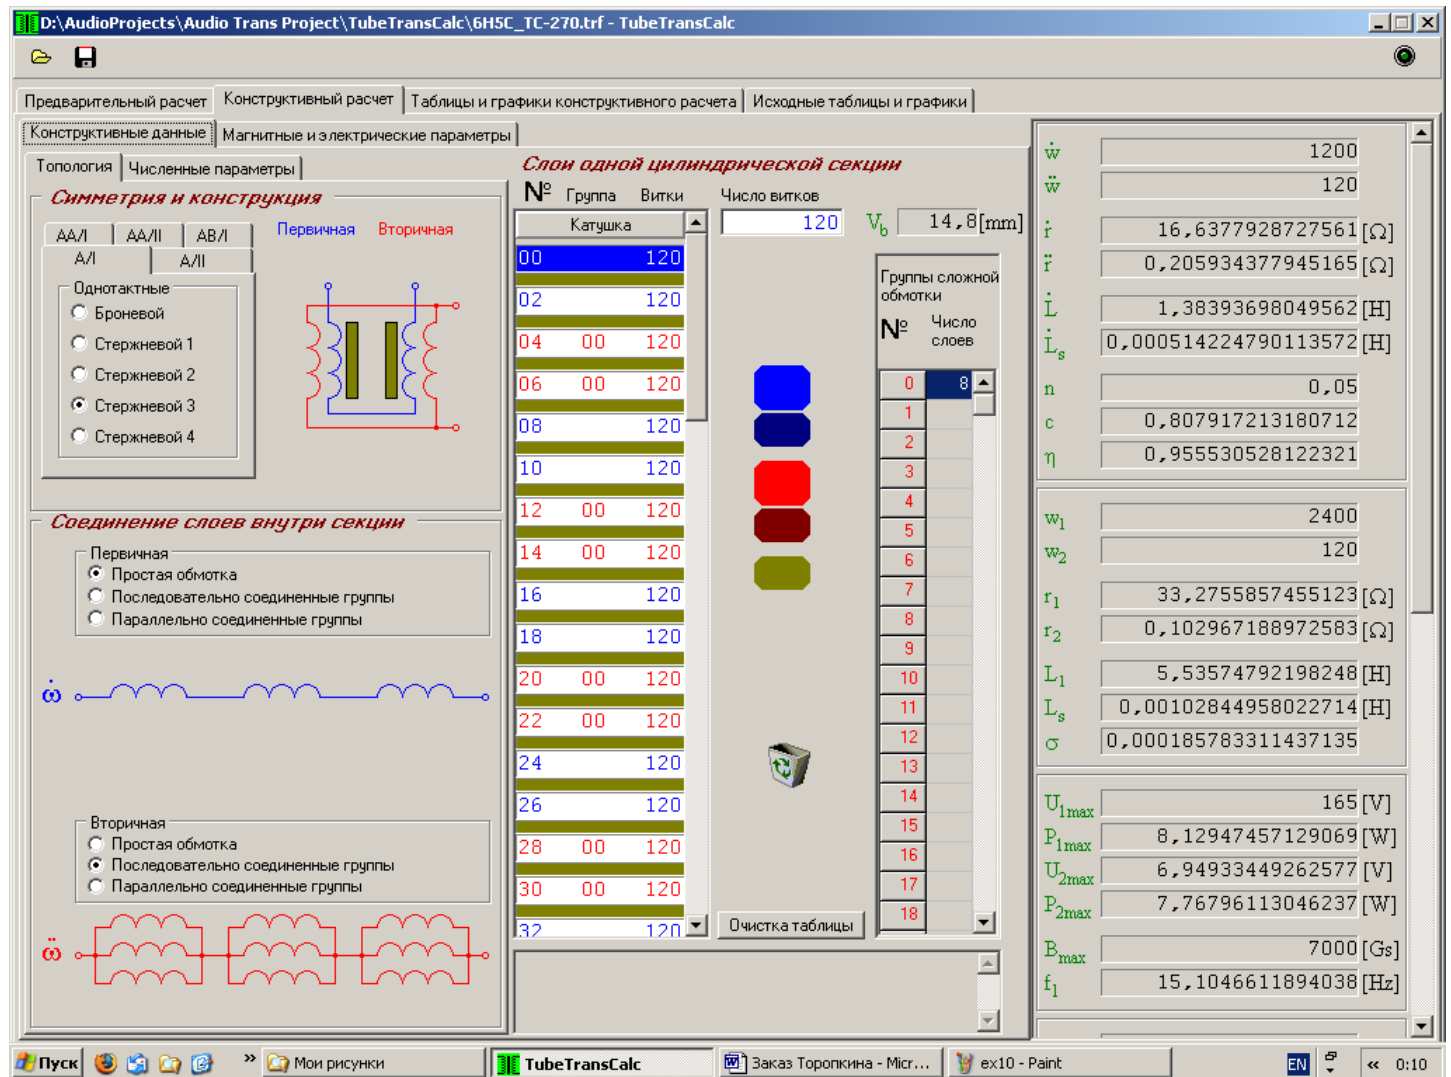 D:\AudioProjects\Audio Trans Project\TubeTransCalc\6H5C_TC-270.trf - TubeTransCalc
Предварительный расчет Конструктивный расчет Таблицы и графики конструктивного расчета Исходные таблицы и графики
Конструктивные данные Магнитные и электрические параметры
Топология Численные параметры
Симметрия и конструкция
AA/I AA/II AB/I
A/I A/II
Первичная Вторичная
Однотактные
Броневой
Стержневой 1
Стержневой 2
Стержневой 3
Стержневой 4
Соединение слоев внутри секции
Первичная
Простая обмотка
Последовательно соединенные группы
Параллельно соединенные группы
ω̇
Вторичная
Простая обмотка
Последовательно соединенные группы
Параллельно соединенные группы
ω̈
Слои одной цилиндрической секции
№ Группа Витки
Катушка
00 120
02 120
04 00 120
06 00 120
08 120
10 120
12 00 120
14 00 120
16 120
18 120
20 00 120
22 00 120
24 120
26 120
28 00 120
30 00 120
32 120
Число витков
120 Vb 14,8 [mm]
Группы сложной
обмотки
№ Число
слоев
0 8
1
2
3
4
5
6
7
8
9
10
11
12
13
14
15
16
17
18
Очистка таблицы
ẇ 1200
ẅ 120
ṙ 16,6377928727561 [Ω]
r̈ 0,205934377945165 [Ω]
L̇ 1,38393698049562 [H]
L̇s 0,000514224790113572 [H]
n 0,05
c 0,807917213180712
η 0,955530528122321
w1 2400
w2 120
r1 33,2755857455123 [Ω]
r2 0,102967188972583 [Ω]
L1 5,53574792198248 [H]
Ls 0,00102844958022714 [H]
σ 0,000185783311437135
U1max 165 [V]
P1max 8,12947457129069 [W]
U2max 6,94933449262577 [V]
P2max 7,76796113046237 [W]
Bmax 7000 [Gs]
f1 15,1046611894038 [Hz]
Пуск » Мои рисунки TubeTransCalc Заказ Торопкина - Micr... ex10 - Paint EN « 0:10